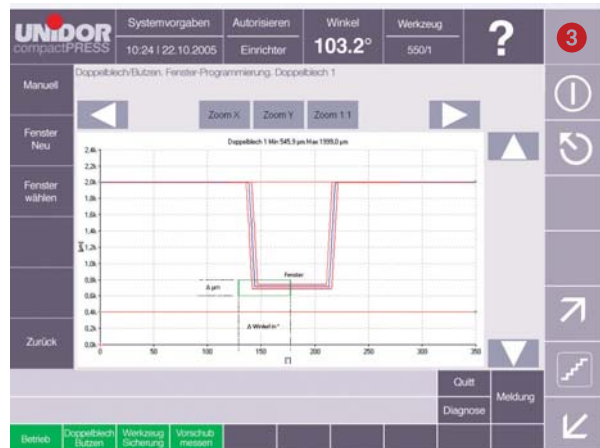 UNIDOR
compactPRESS
Systemvorgaben
Autorisieren
Winkel
Werkzeug
10:24 | 22.10.2005
Einrichter
103.2°
550/1
?
3
Doppelblech/Butzen. Fenster-Programmierung. Doppelblech 1
Manuell
Fenster
Neu
Fenster
wählen
Zurück
Zoom X
Zoom Y
Zoom 1:1
Doppelblech 1 Min 545,9 µm Max 1999,0 µm
2,4k
2,2k
2,0k
1,8k
1,6k
1,4k
[µm]
1,2k
1,0k
0,8k
0,6k
0,4k
0,2k
0,0k
Fenster
Δ µm
Δ Winkel in °
0
50
100
150
200
250
350
[°]
Quitt
Meldung
Diagnose
Betrieb
Doppelblech
Butzen
Werkzeug
Sicherung
Vorschub
messen